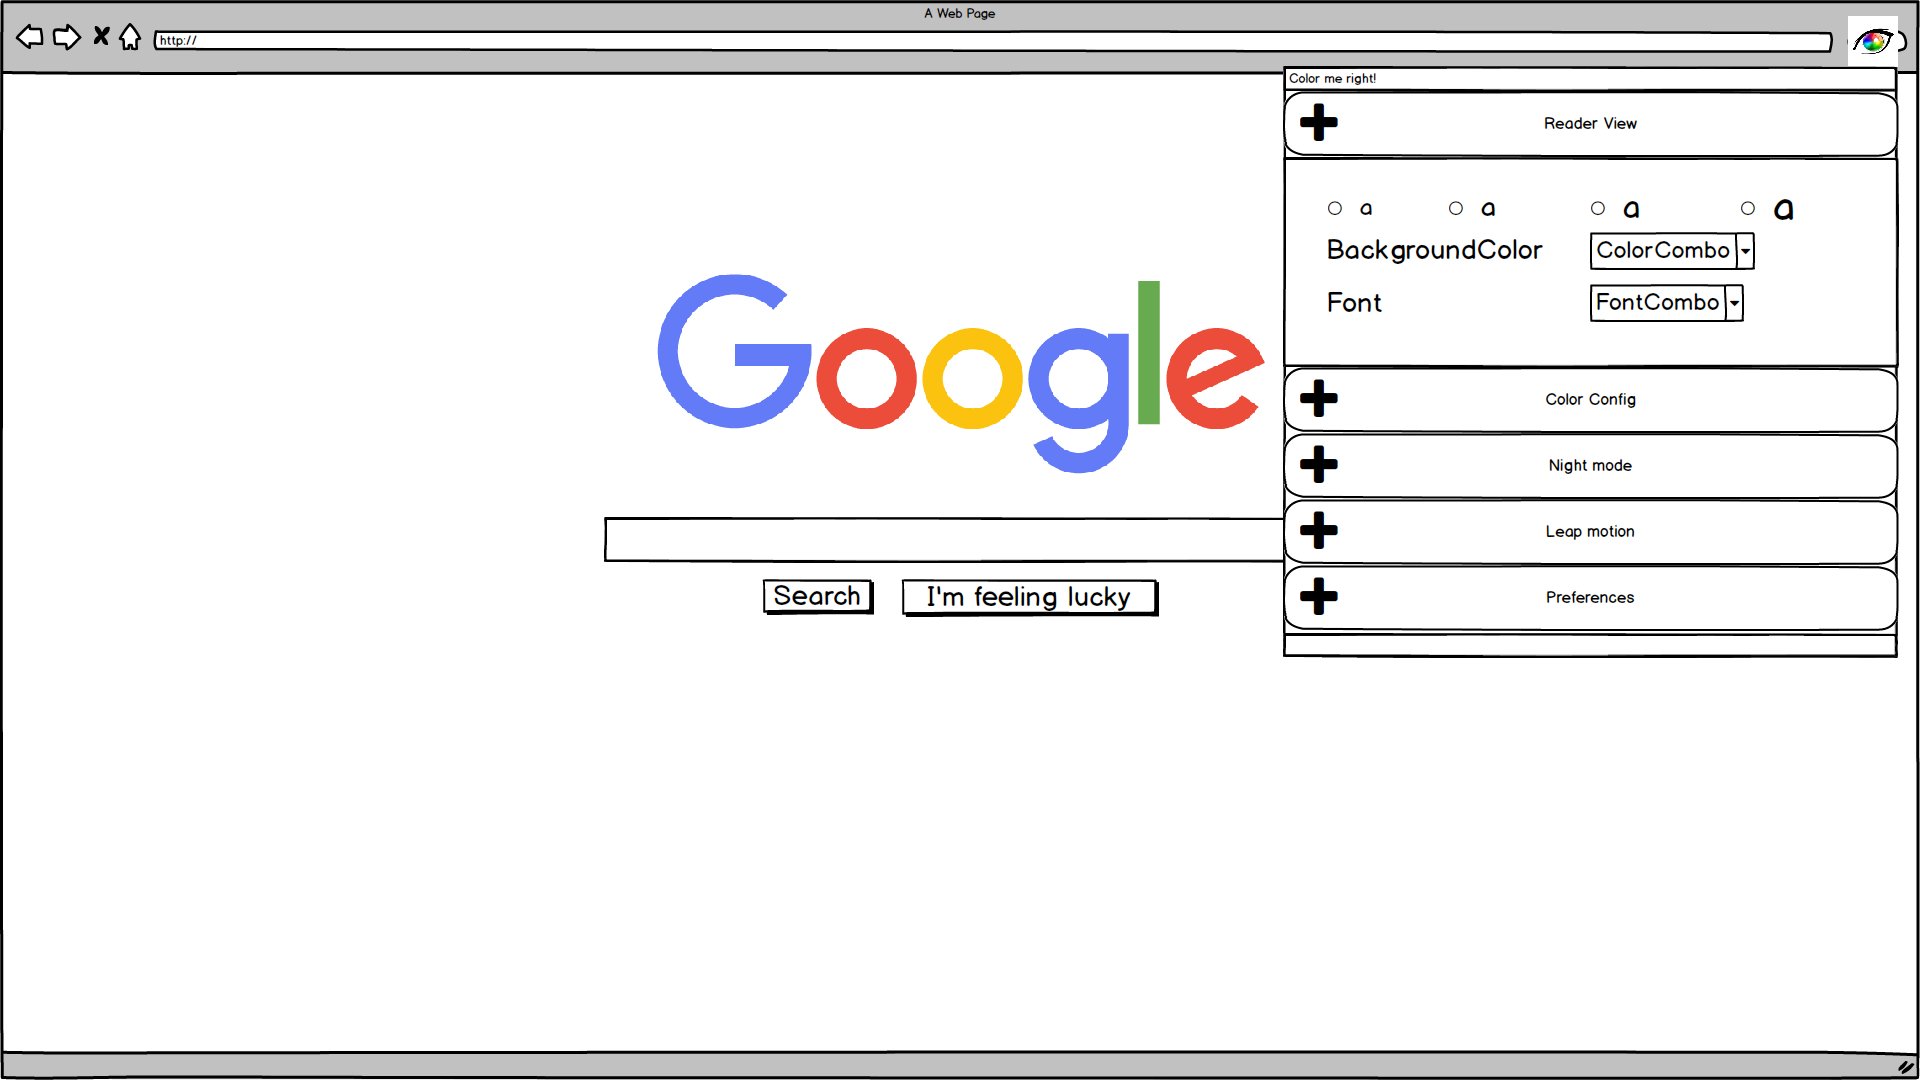 A Web Page
http://
Color me right!
Reader View
a a a a
BackgroundColor ColorCombo
Font FontCombo
Google
Color Config
Night mode
Leap motion
Search I'm feeling lucky
Preferences